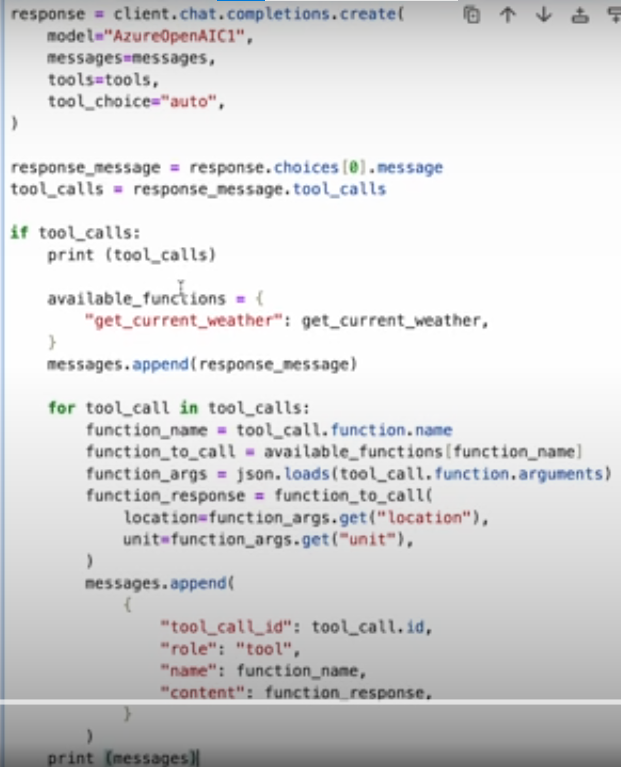 response = client.chat.completions.create(
    model="AzureOpenAIC1",
    messages=messages,
    tools=tools,
    tool_choice="auto",
)

response_message = response.choices[0].message
tool_calls = response_message.tool_calls

if tool_calls:
    print (tool_calls)

    available_functions = {
        "get_current_weather": get_current_weather,
    }
    messages.append(response_message)

    for tool_call in tool_calls:
        function_name = tool_call.function.name
        function_to_call = available_functions[function_name]
        function_args = json.loads(tool_call.function.arguments)
        function_response = function_to_call(
            location=function_args.get("location"),
            unit=function_args.get("unit"),
        )
        messages.append(
            {
                "tool_call_id": tool_call.id,
                "role": "tool",
                "name": function_name,
                "content": function_response,
            }
        )
    print (messages)